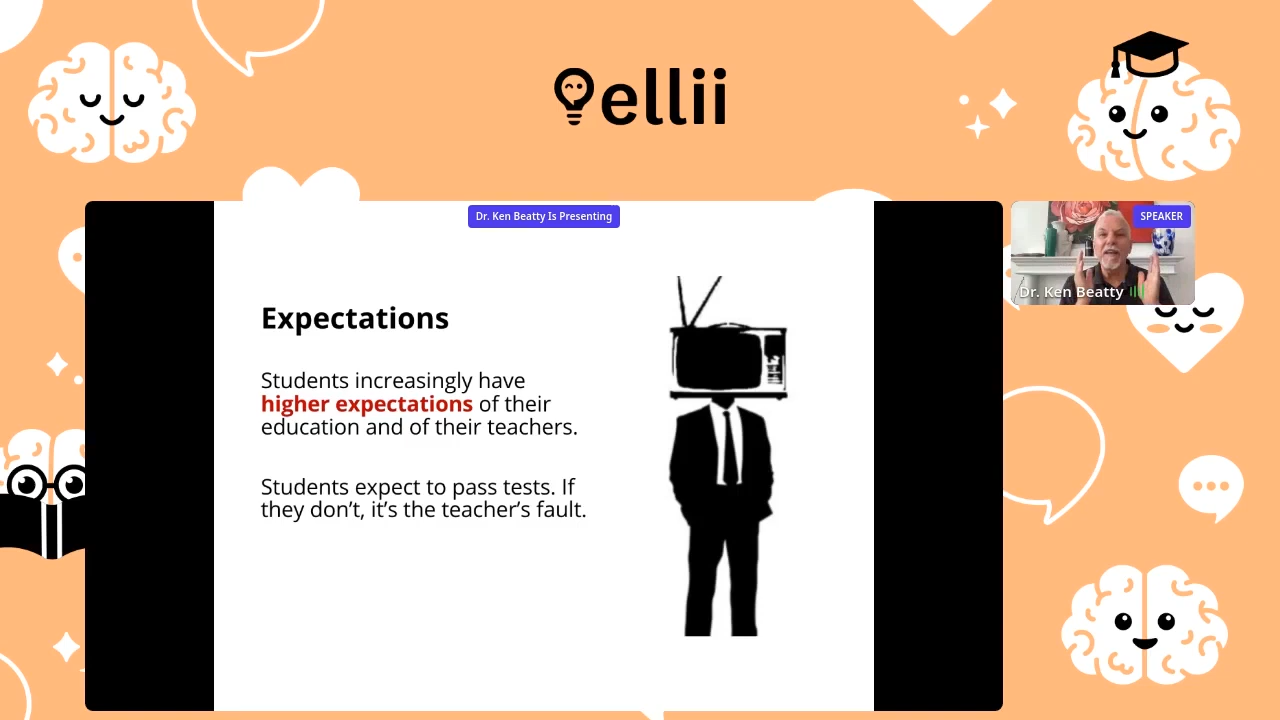 ellii
Dr. Ken Beatty Is Presenting
SPEAKER
Dr. Ken Beatty
Expectations
Students increasingly have
higher expectations of their
education and of their teachers.
Students expect to pass tests. If
they don’t, it’s the teacher’s fault.